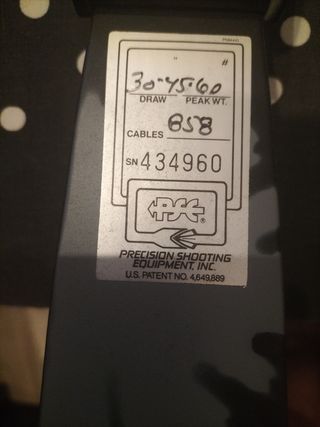 " #
30-45-60
DRAW PEAK WT.
CABLES 858
SN 434960
PSE®
PRECISION SHOOTING
EQUIPMENT, INC.
U.S. PATENT NO. 4,649,889